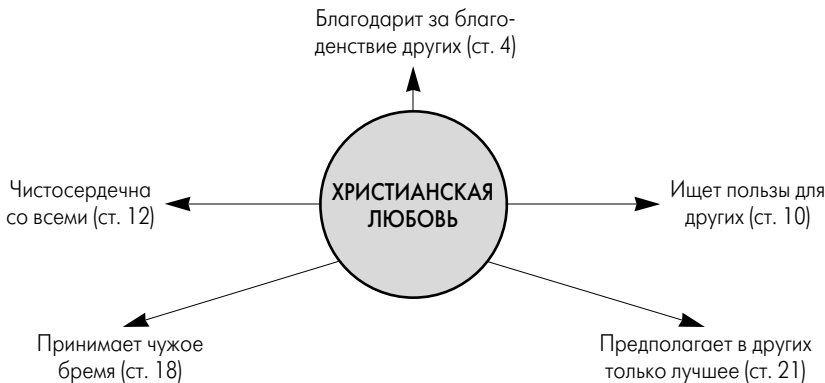 Благодарит за благо-
денствие других (ст. 4)
Чистосердечна
со всеми (ст. 12)
ХРИСТИАНСКАЯ
ЛЮБОВЬ
Ищет пользы для
других (ст. 10)
Принимает чужое
бремя (ст. 18)
Предполагает в других
только лучшее (ст. 21)